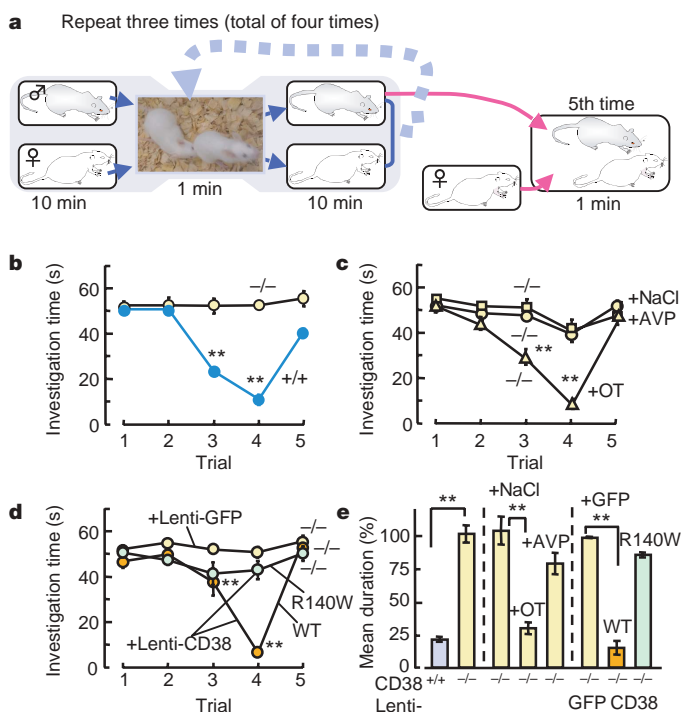 a Repeat three times (total of four times)
♂
♀
10 min
1 min
10 min
♀
5th time
1 min
b
Investigation time (s)
60
40
20
0
–/–
**
**
+/+
1 2 3 4 5
Trial
c
Investigation time (s)
60
40
20
0
–/–
+NaCl
+AVP
–/–
**
–/–
**
+OT
1 2 3 4 5
Trial
d
Investigation time (s)
60
40
20
0
+Lenti-GFP
–/–
–/–
–/–
**
R140W
+Lenti-CD38
WT
**
1 2 3 4 5
Trial
e
Mean duration (%)
100
75
50
25
0
**
+NaCl
**
+AVP
+OT
+GFP
**
R140W
WT
CD38 +/+ –/– –/– –/– –/– –/– –/– –/–
Lenti- GFP CD38